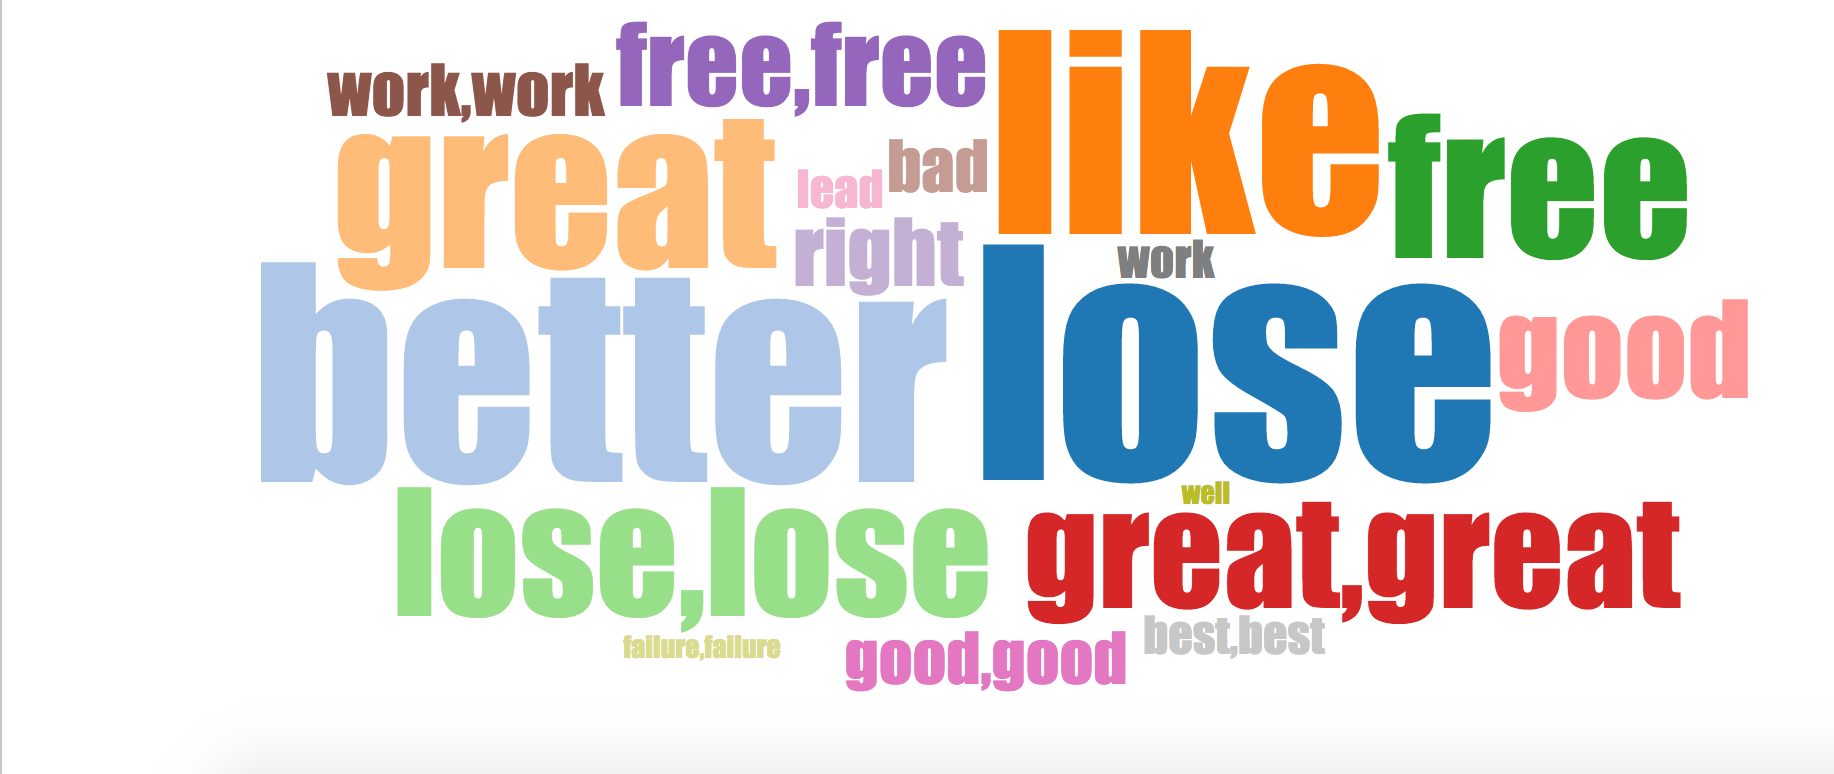 work,work
free,free
like
great
lead
bad
free
right
work
better
lose
good
lose,lose
well
great,great
failure,failure
good,good
best,best